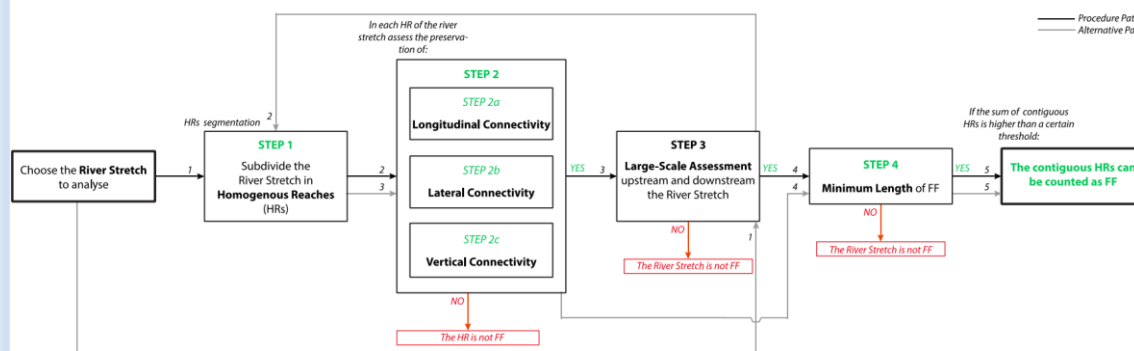 In each HR of the river
stretch assess the preserva-
tion of:
Procedure Pat
Alternative Pa
HRs segmentation
2
STEP 2
STEP 2a
Longitudinal Connectivity
If the sum of contiguous
HRs is higher than a certain
threshold:
Choose the River Stretch
to analyse
1
STEP 1
Subdivide the
River Stretch in
Homogenous Reaches
(HRs)
2
3
STEP 2b
Lateral Connectivity
YES
3
STEP 3
Large-Scale Assessment
upstream and downstream
the River Stretch
YES
4
4
STEP 4
Minimum Length of FF
YES
5
5
The contiguous HRs can
be counted as FF
STEP 2c
Vertical Connectivity
NO
The River Stretch is not FF
1
NO
The River Stretch is not FF
NO
The HR is not FF